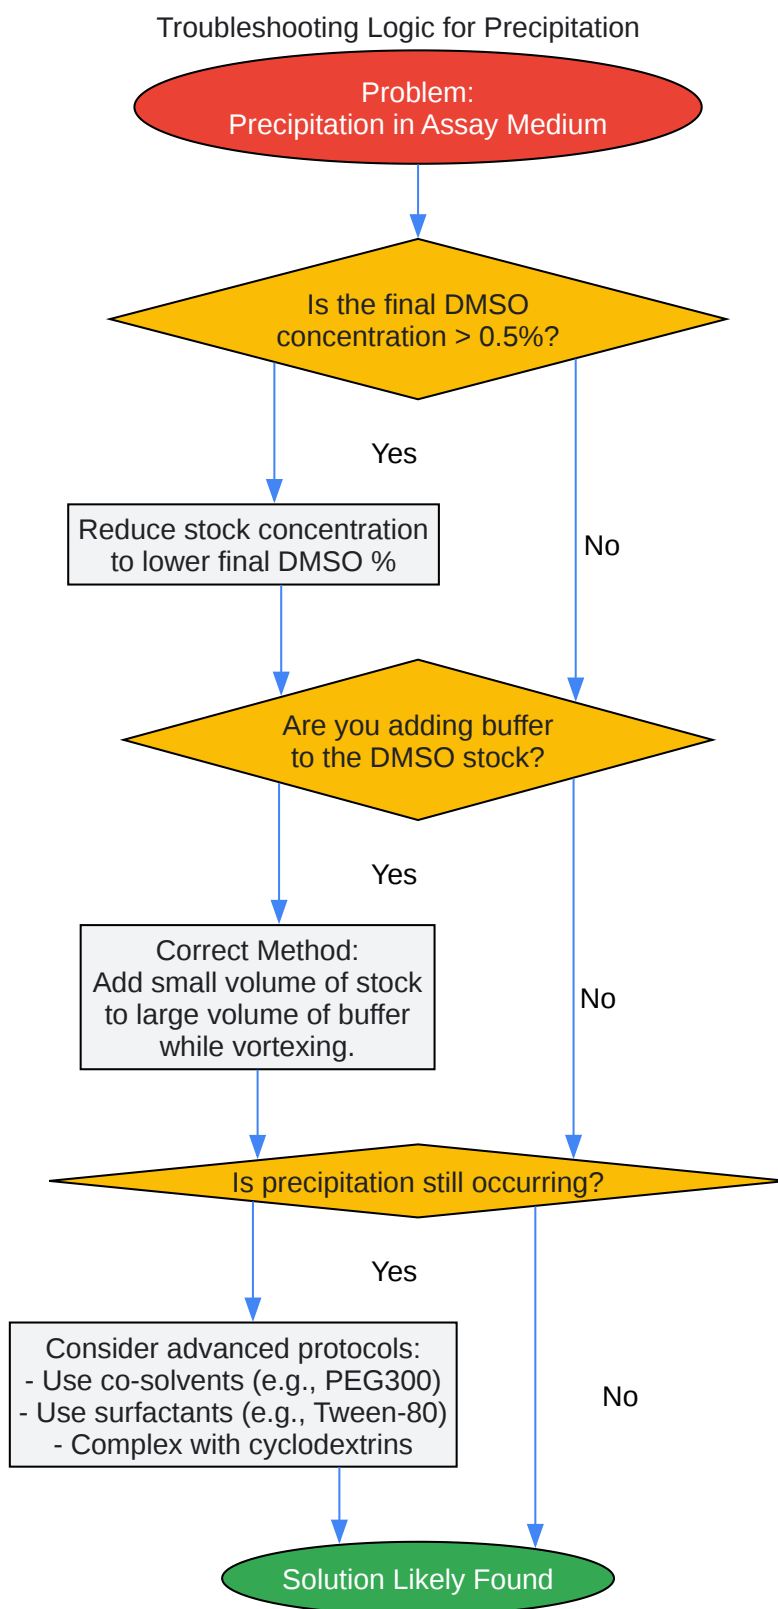 Troubleshooting Logic for Precipitation
Problem:
Precipitation in Assay Medium
Is the final DMSO
concentration > 0.5%?
Yes
Reduce stock concentration
to lower final DMSO %
No
Are you adding buffer
to the DMSO stock?
Yes
Correct Method:
Add small volume of stock
to large volume of buffer
while vortexing.
No
Is precipitation still occurring?
Yes
Consider advanced protocols:
- Use co-solvents (e.g., PEG300)
- Use surfactants (e.g., Tween-80)
- Complex with cyclodextrins
No
Solution Likely Found